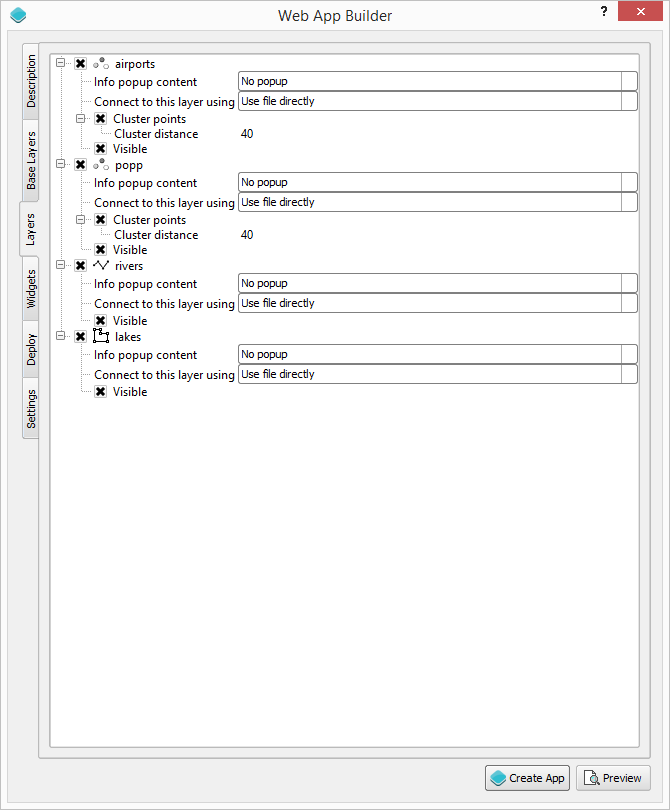 Web App Builder
?
Description
Base Layers
Layers
Widgets
Deploy
Settings
airports
Info popup content No popup
Connect to this layer using Use file directly
Cluster points
Cluster distance 40
Visible
popp
Info popup content No popup
Connect to this layer using Use file directly
Cluster points
Cluster distance 40
Visible
rivers
Info popup content No popup
Connect to this layer using Use file directly
Visible
lakes
Info popup content No popup
Connect to this layer using Use file directly
Visible
Create App Preview